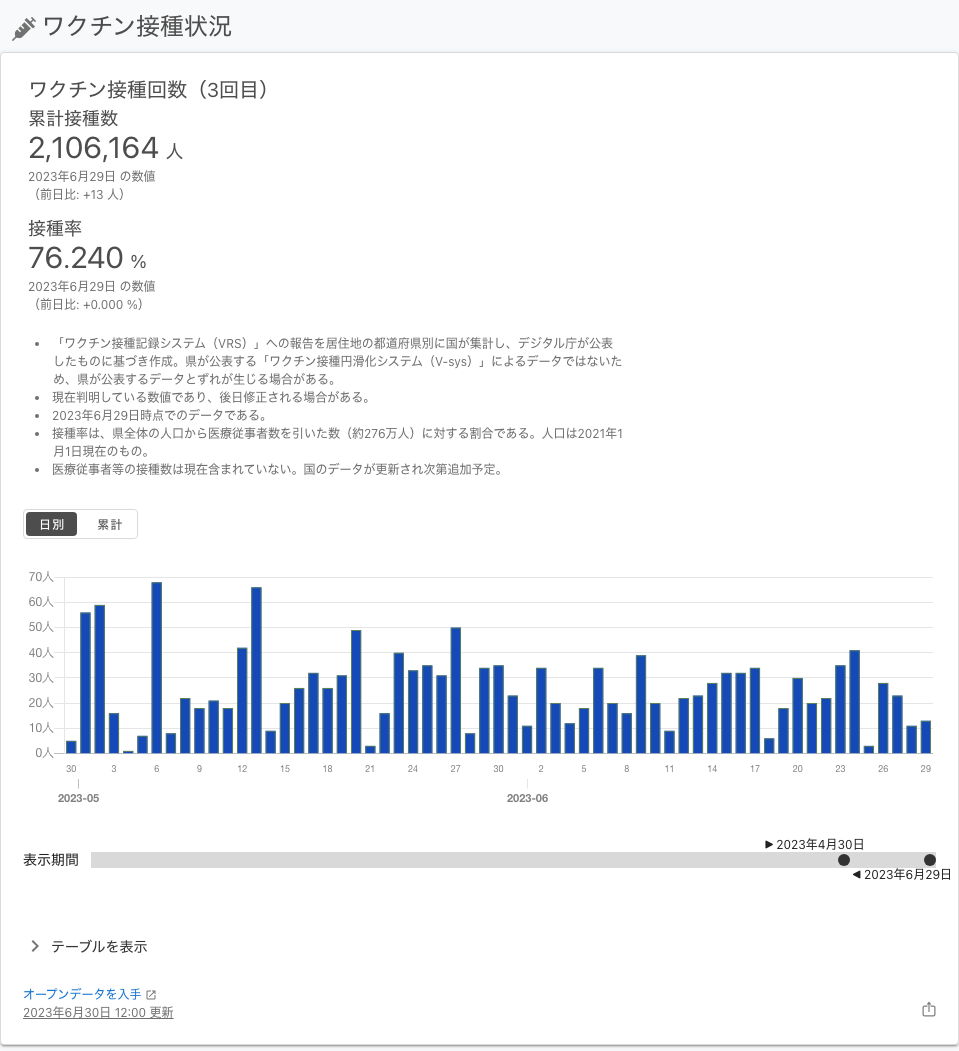 ワクチン接種状況
ワクチン接種回数（3回目）
累計接種数
2,106,164 人
2023年6月29日 の数値
（前日比: +13 人）
接種率
76.240 %
2023年6月29日 の数値
（前日比: +0.000 %）
• 「ワクチン接種記録システム（VRS）」への報告を居住地の都道府県別に国が集計し、デジタル庁が公表
したものに基づき作成。県が公表する「ワクチン接種円滑化システム（V-sys）」によるデータではないた
め、県が公表するデータとずれが生じる場合がある。
• 現在判明している数値であり、後日修正される場合がある。
• 2023年6月29日時点でのデータである。
• 接種率は、県全体の人口から医療従事者数を引いた数（約276万人）に対する割合である。人口は2021年1
月1日現在のもの。
• 医療従事者等の接種数は現在含まれていない。国のデータが更新され次第追加予定。
日別 累計
70人
60人
50人
40人
30人
20人
10人
0人
30 3 6 9 12 15 18 21 24 27 30 2 5 8 11 14 17 20 23 26 29
2023-05 2023-06
2023年4月30日
表示期間
2023年6月29日
テーブルを表示
オープンデータを入手
2023年6月30日 12:00 更新